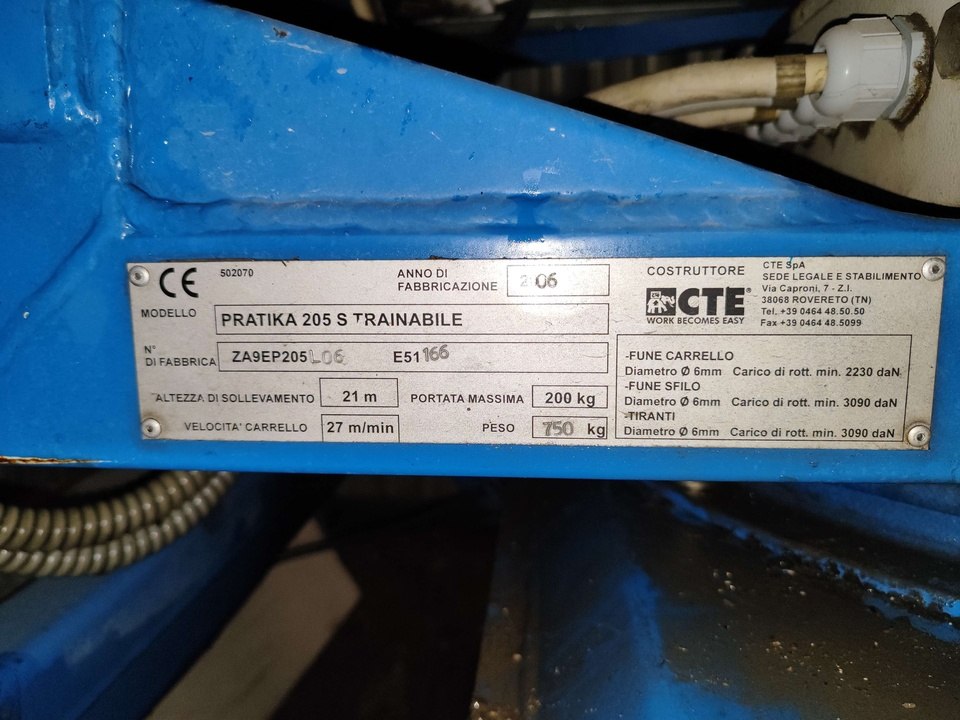 CE 502070
ANNO DI FABBRICAZIONE 2 06
MODELLO PRATIKA 205 S TRAINABILE
N° DI FABBRICA ZA9EP205L06 E51166
ALTEZZA DI SOLLEVAMENTO 21 m PORTATA MASSIMA 200 kg
VELOCITA' CARRELLO 27 m/min PESO 750 kg
COSTRUTTORE
CTE
WORK BECOMES EASY
CTE SpA
SEDE LEGALE E STABILIMENTO
Via Caproni, 7 - Z.I.
38068 ROVERETO (TN)
Tel. +39 0464 48.50.50
Fax +39 0464 48.5099
-FUNE CARRELLO
Diametro Ø 6mm Carico di rott. min. 2230 daN
-FUNE SFILO
Diametro Ø 6mm Carico di rott. min. 3090 daN
-TIRANTI
Diametro Ø 6mm Carico di rott. min. 3090 daN